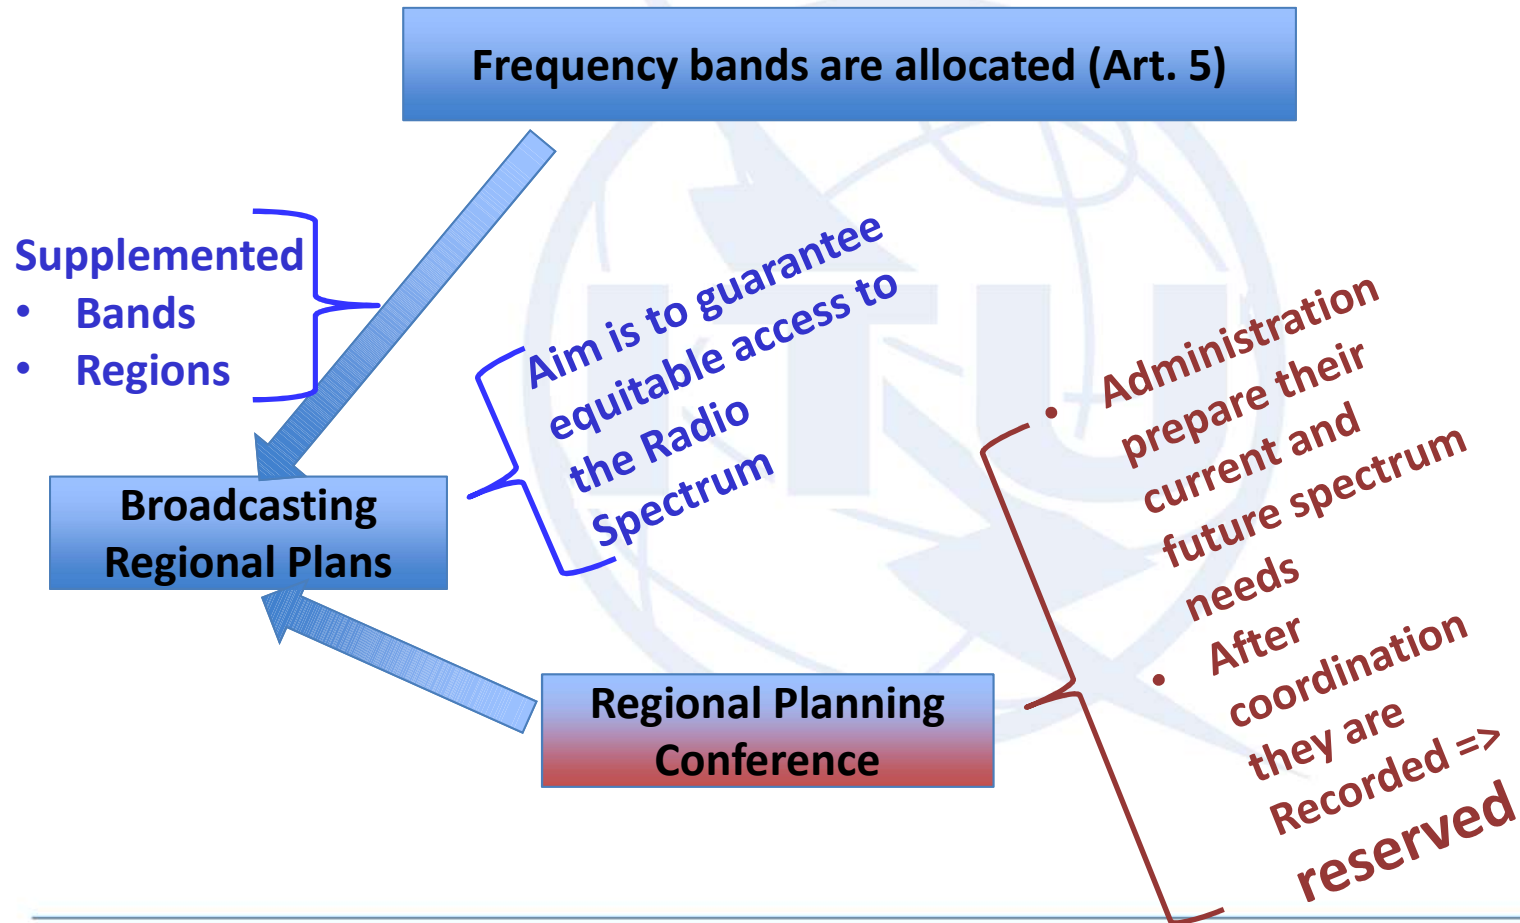 Frequency bands are allocated (Art. 5)
Supplemented
• Bands
• Regions
Aim is to guarantee
equitable access to
the Radio
Spectrum
Broadcasting
Regional Plans
Regional Planning
Conference
• Administration
prepare their
current and
future spectrum
needs
• After
coordination
they are
Recorded =>
reserved
ITU